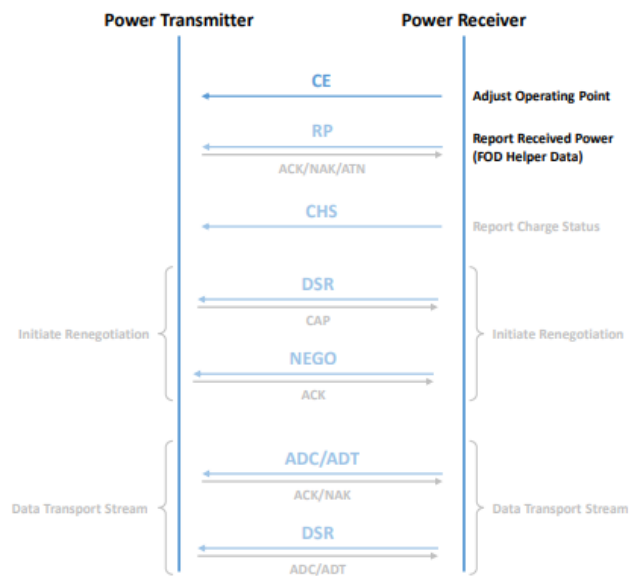 Power Transmitter
Power Receiver
CE
Adjust Operating Point
RP
Report Received Power
(FOD Helper Data)
ACK/NAK/ATN
CHS
Report Charge Status
DSR
CAP
Initiate Renegotiation
Initiate Renegotiation
NEGO
ACK
ADC/ADT
ACK/NAK
Data Transport Stream
Data Transport Stream
DSR
ADC/ADT